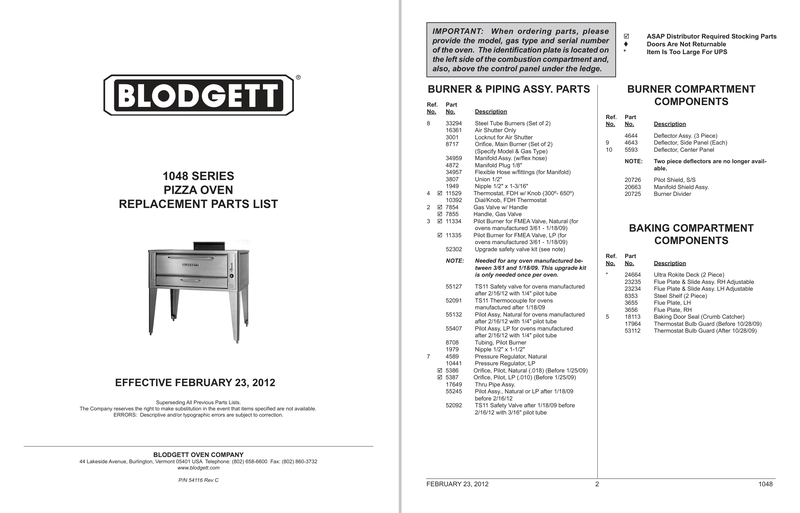 BLODGETT®
1048 SERIES
PIZZA OVEN
REPLACEMENT PARTS LIST
EFFECTIVE FEBRUARY 23, 2012
Superseding All Previous Parts Lists.
The Company reserves the right to make substitution in the event that items specified are not available.
ERRORS: Descriptive and/or typographic errors are subject to correction.
BLODGETT OVEN COMPANY
44 Lakeside Avenue, Burlington, Vermont 05401 USA Telephone: (802) 658-6600 Fax: (802) 860-3732
www.blodgett.com
P/N 54116 Rev C
IMPORTANT: When ordering parts, please
provide the model, gas type and serial number
of the oven. The identification plate is located on
the left side of the combustion compartment and,
also, above the control panel under the ledge.
☑ ASAP Distributor Required Stocking Parts
♦ Doors Are Not Returnable
* Item Is Too Large For UPS
BURNER & PIPING ASSY. PARTS
Ref. Part
No. No. Description
8 33294 Steel Tube Burners (Set of 2)
16361 Air Shutter Only
3001 Locknut for Air Shutter
8717 Orifice, Main Burner (Set of 2)
(Specify Model & Gas Type)
34959 Manifold Assy. (w/flex hose)
4872 Manifold Plug 1/8"
34957 Flexible Hose w/fittings (for Manifold)
3807 Union 1/2"
1949 Nipple 1/2" x 1-3/16"
4 ☑ 11529 Thermostat, FDH w/ Knob (300º- 650º)
10392 Dial/Knob, FDH Thermostat
2 ☑ 7854 Gas Valve w/ Handle
☑ 7855 Handle, Gas Valve
3 ☑ 11334 Pilot Burner for FMEA Valve, Natural (for
ovens manufactured 3/61 - 1/18/09)
☑ 11335 Pilot Burner for FMEA Valve, LP (for
ovens manufactured 3/61 - 1/18/09)
52302 Upgrade safety valve kit (see note)
NOTE: Needed for any oven manufactured be-
tween 3/61 and 1/18/09. This upgrade kit
is only needed once per oven.
55127 TS11 Safety valve for ovens manufactured
after 2/16/12 with 1/4" pilot tube
52091 TS11 Thermocouple for ovens
manufactured after 1/18/09
55132 Pilot Assy, Natural for ovens manufactured
after 2/16/12 with 1/4" pilot tube
55407 Pilot Assy, LP for ovens manufactured
after 2/16/12 with 1/4" pilot tube
8708 Tubing, Pilot Burner
1979 Nipple 1/2" x 1-1/2"
7 4589 Pressure Regulator, Natural
10441 Pressure Regulator, LP
☑ 5386 Orifice, Pilot, Natural (.018) (Before 1/25/09)
☑ 5387 Orifice, Pilot, LP (.010) (Before 1/25/09)
17649 Thru Pipe Assy.
55245 Pilot Assy., Natural or LP after 1/18/09
before 2/16/12
52092 TS11 Safety Valve after 1/18/09 before
2/16/12 with 3/16" pilot tube
BURNER COMPARTMENT
COMPONENTS
Ref. Part
No. No. Description
4644 Deflector Assy. (3 Piece)
9 4643 Deflector, Side Panel (Each)
10 5593 Deflector, Center Panel
NOTE: Two piece deflectors are no longer avail-
able.
20726 Pilot Shield, S/S
20663 Manifold Shield Assy.
20725 Burner Divider
BAKING COMPARTMENT
COMPONENTS
Ref. Part
No. No. Description
* 24664 Ultra Rokite Deck (2 Piece)
23235 Flue Plate & Slide Assy. RH Adjustable
23234 Flue Plate & Slide Assy. LH Adjustable
8353 Steel Shelf (2 Piece)
3655 Flue Plate, LH
3656 Flue Plate, RH
5 18113 Baking Door Seal (Crumb Catcher)
17964 Thermostat Bulb Guard (Before 10/28/09)
53112 Thermostat Bulb Guard (After 10/28/09)
FEBRUARY 23, 2012 2 1048